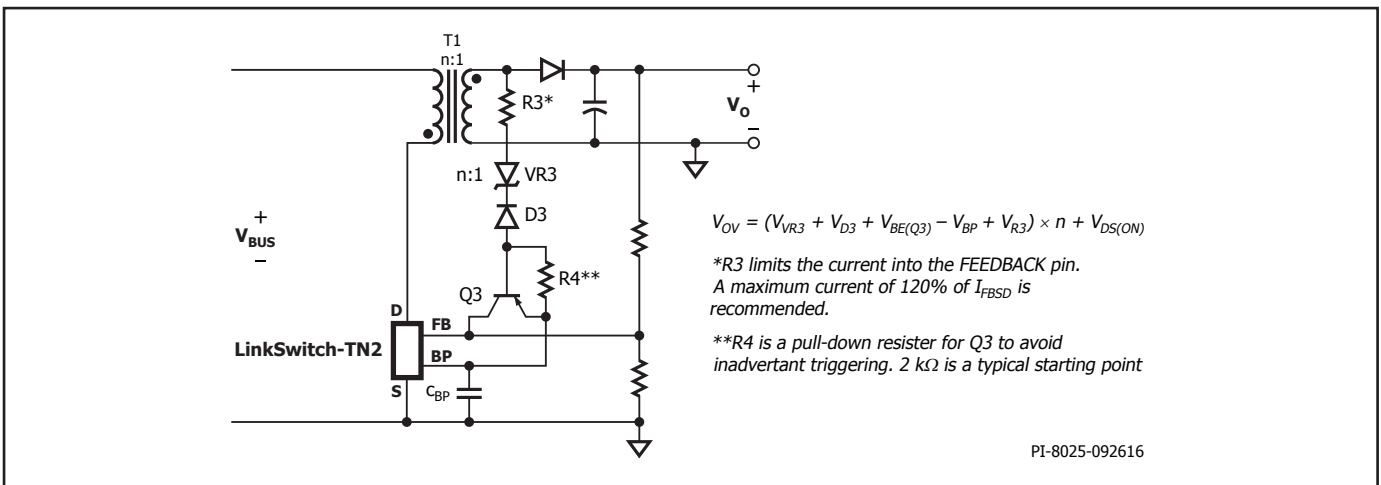 T1
n:1
R3*
+
V_O
−
n:1
VR3
D3
+
V_BUS
−
R4**
Q3
D
FB
LinkSwitch-TN2
BP
S
C_BP
V_OV = (V_VR3 + V_D3 + V_BE(Q3) − V_BP + V_R3) × n + V_DS(ON)
*R3 limits the current into the FEEDBACK pin.
A maximum current of 120% of I_FBSD is
recommended.
**R4 is a pull-down resister for Q3 to avoid
inadvertant triggering. 2 kΩ is a typical starting point
PI-8025-092616